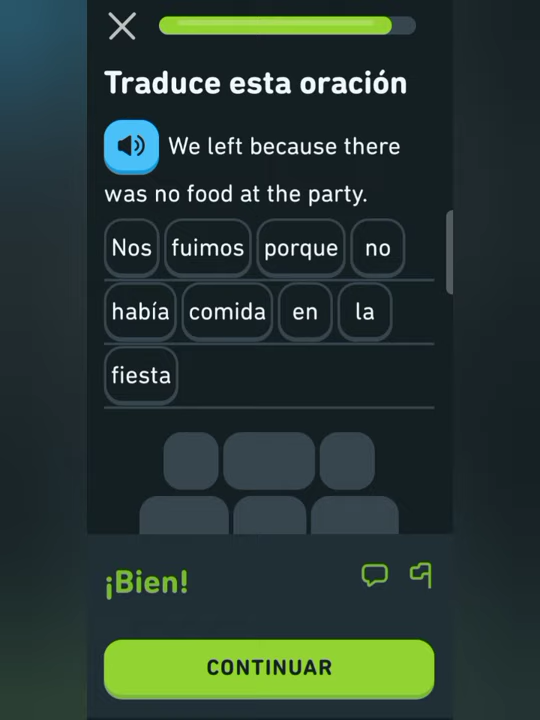 Traduce esta oración
We left because there
was no food at the party.
Nos fuimos porque no
había comida en la
fiesta
¡Bien!
CONTINUAR